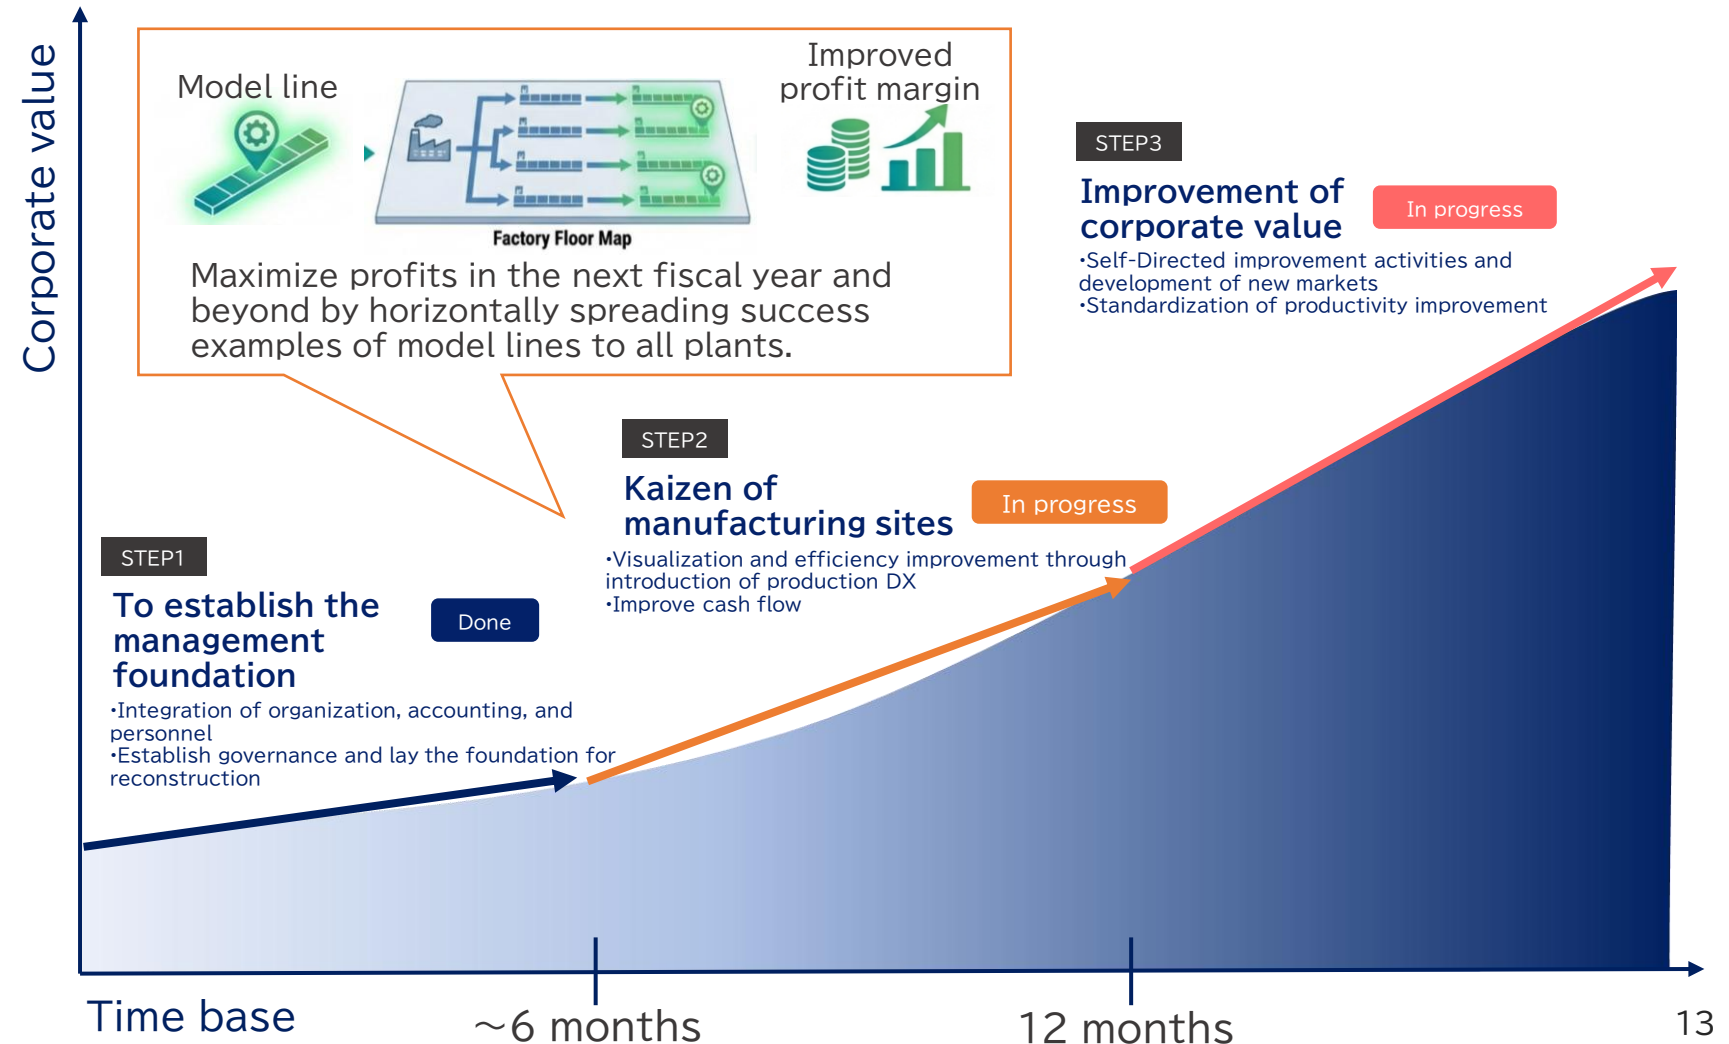 Corporate value
Model line
Improved
profit margin
Factory Floor Map
Maximize profits in the next fiscal year and
beyond by horizontally spreading success
examples of model lines to all plants.
STEP1
To establish the
management
foundation
Done
•Integration of organization, accounting, and
personnel
•Establish governance and lay the foundation for
reconstruction
STEP2
Kaizen of
manufacturing sites
In progress
•Visualization and efficiency improvement through
introduction of production DX
•Improve cash flow
STEP3
Improvement of
corporate value
In progress
•Self-Directed improvement activities and
development of new markets
•Standardization of productivity improvement
Time base
～6 months
12 months
13